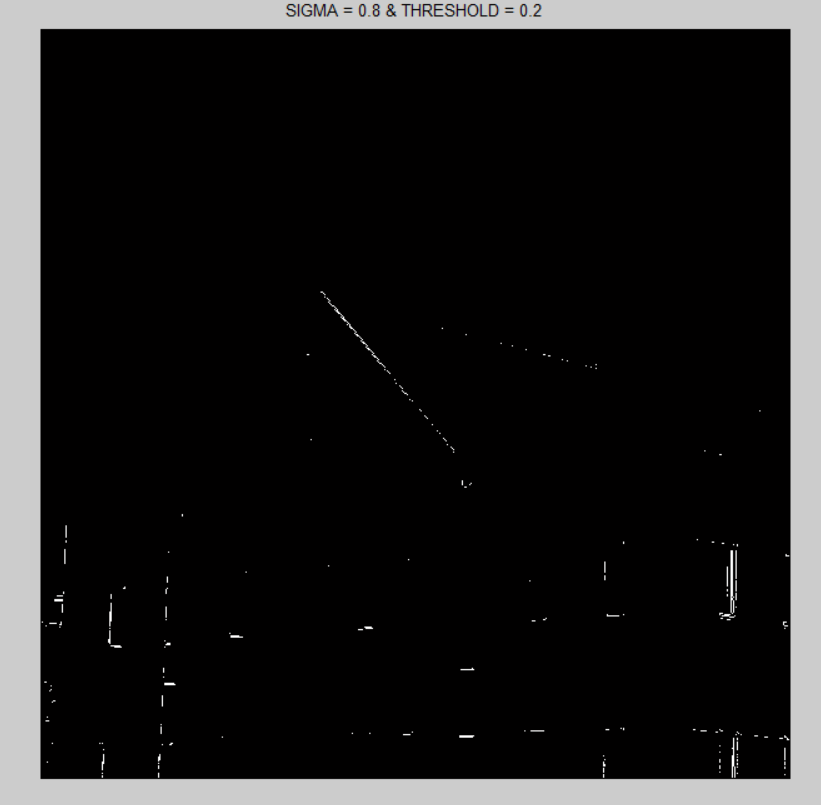 SIGMA = 0.8 & THRESHOLD = 0.2